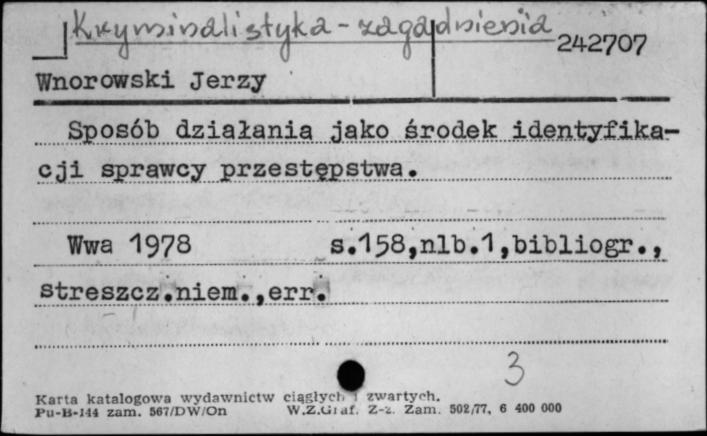 Kryminalistyka - zagadnienia
242707
Wnorowski Jerzy
Sposób działania jako środek identyfika-
cji sprawcy przestępstwa.
Wwa 1978 s.158,nlb.1,bibliogr.,
streszcz.niem.,err.
3
Karta katalogowa wydawnictw ciągłych i zwartych.
Pu-B-144 zam. 567/DW/On W.Z.Graf. Z-z. Zam. 502/77, 6 400 000